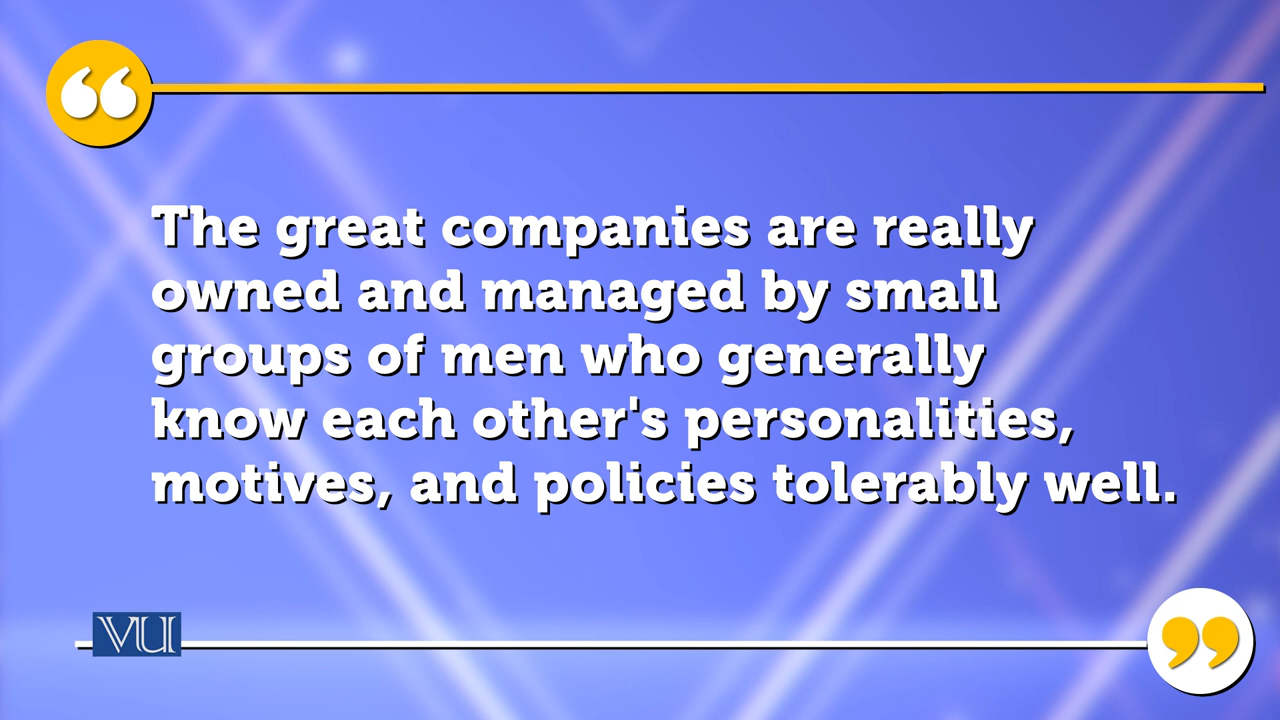 The great companies are really
owned and managed by small
groups of men who generally
know each other's personalities,
motives, and policies tolerably well.
VU